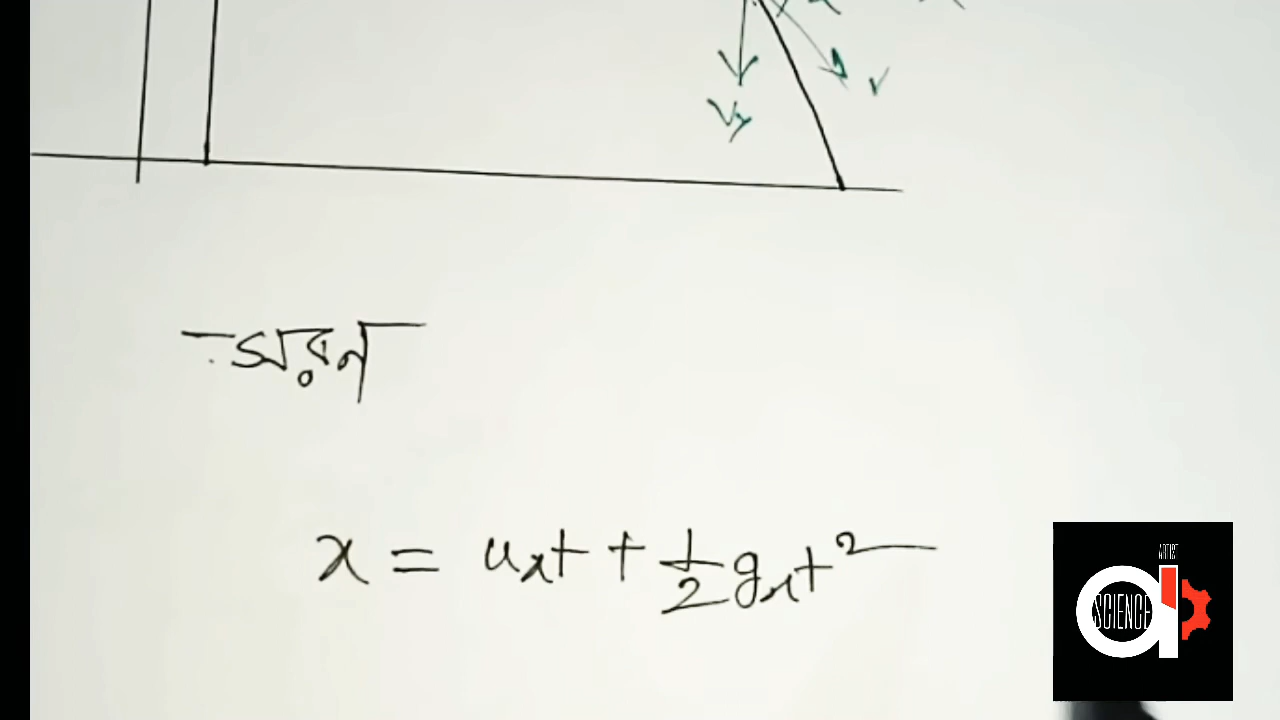 v
Vy
সরণ
x = uxt + 1/2 gxt²
SCIENCE